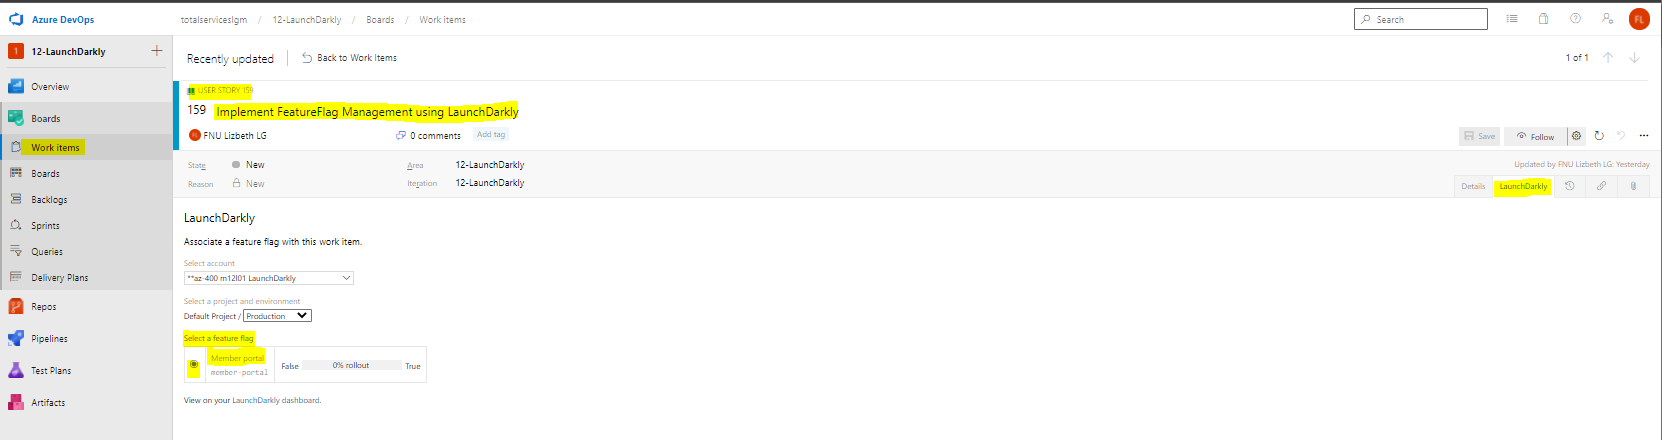 Azure DevOps
totalserviceslgm / 12-LaunchDarkly / Boards / Work items
Search
FL
1 12-LaunchDarkly
Overview
Boards
Work items
Boards
Backlogs
Sprints
Queries
Delivery Plans
Repos
Pipelines
Test Plans
Artifacts
Recently updated
Back to Work Items
1 of 1
USER STORY 159
159 Implement FeatureFlag Management using LaunchDarkly
FL FNU Lizbeth LG
0 comments
Add tag
Save
Follow
State New
Area 12-LaunchDarkly
Reason New
Iteration 12-LaunchDarkly
Updated by FNU Lizbeth LG: Yesterday
Details
LaunchDarkly
LaunchDarkly
Associate a feature flag with this work item.
Select account
**az-400 m12l01 LaunchDarkly
Select a project and environment
Default Project / Production
Select a feature flag
Member portal
member-portal
False 0% rollout True
View on your LaunchDarkly dashboard.